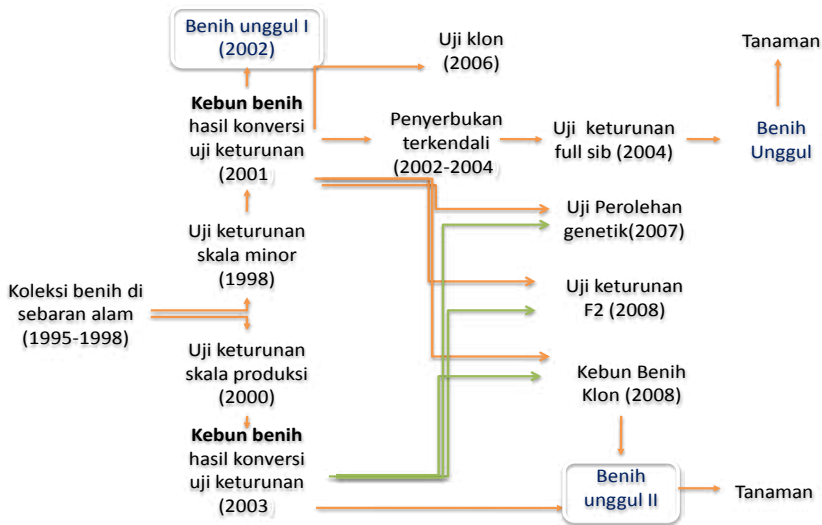 Benih unggul I
(2002)
Uji klon
(2006)
Tanaman
Kebun benih
hasil konversi
uji keturunan
(2001)
Penyerbukan
terkendali
(2002-2004
Uji keturunan
full sib (2004)
Benih
Unggul
Uji Perolehan
genetik(2007)
Uji keturunan
skala minor
(1998)
Koleksi benih di
sebaran alam
(1995-1998)
Uji keturunan
F2 (2008)
Uji keturunan
skala produksi
(2000)
Kebun Benih
Klon (2008)
Kebun benih
hasil konversi
uji keturunan
(2003)
Benih
unggul II
Tanaman